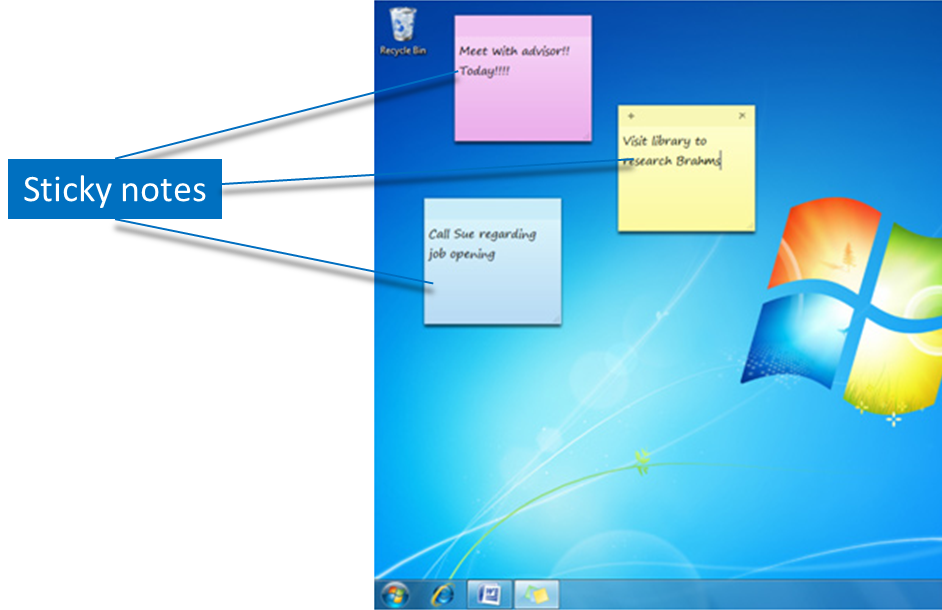 Recycle Bin
Meet with advisor!!
Today!!!!
Visit library to
research Brahms
Sticky notes
Call Sue regarding
job opening